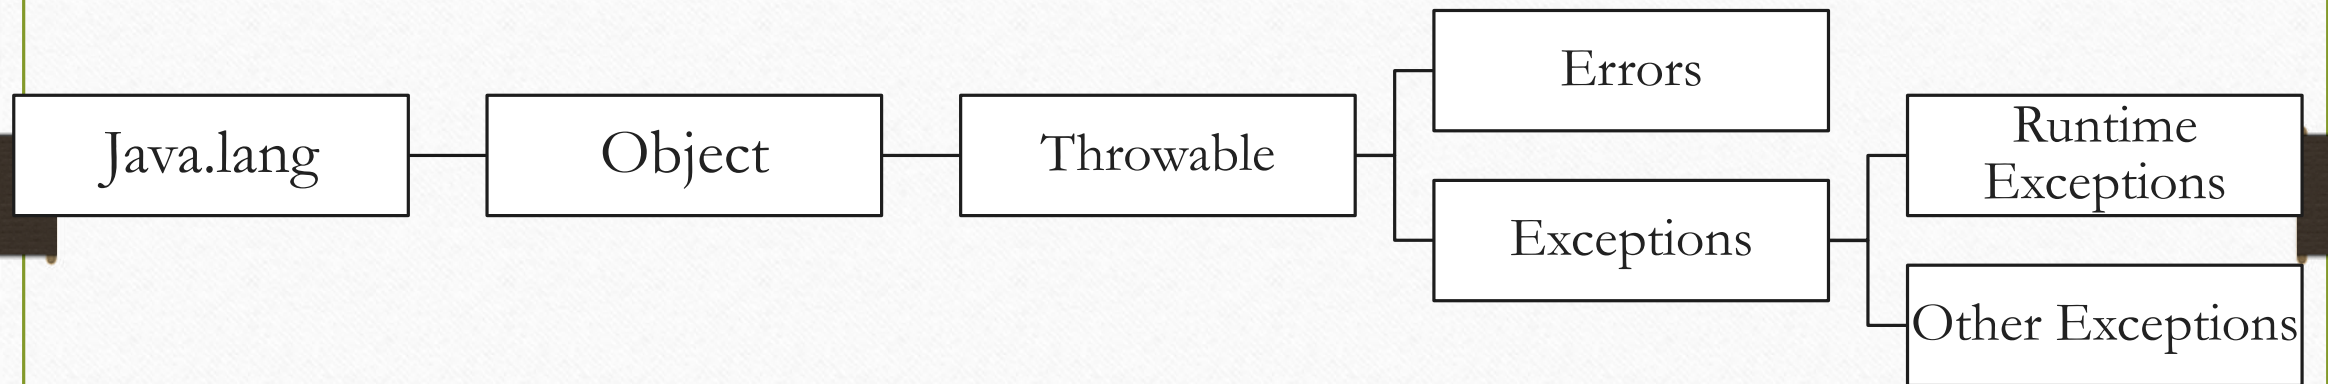 Java.lang
Object
Throwable
Errors
Exceptions
Runtime
Exceptions
Other Exceptions